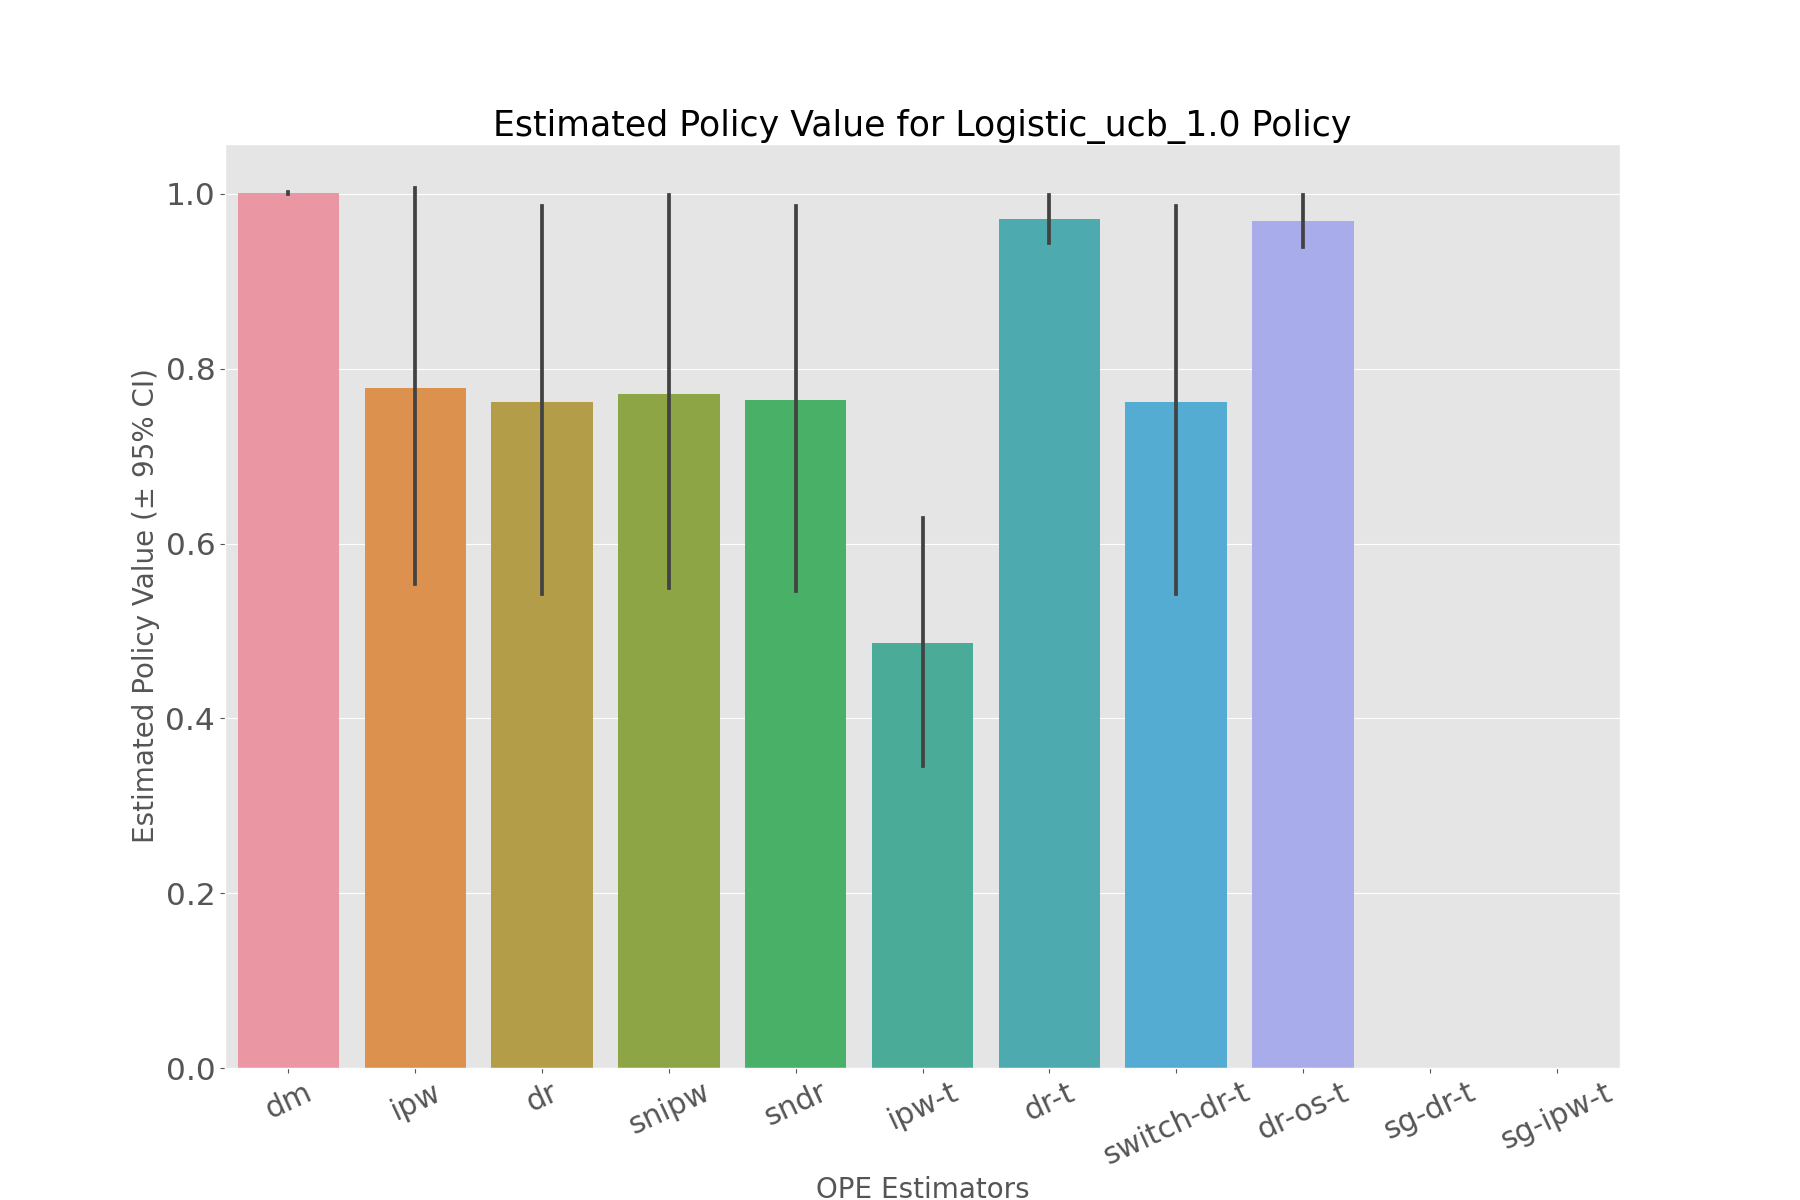 Estimated Policy Value for Logistic_ucb_1.0 Policy
Estimated Policy Value (± 95% CI)
1.0
0.8
0.6
0.4
0.2
0.0
dm
ipw
dr
snipw
sndr
ipw-t
dr-t
switch-dr-t
dr-os-t
sg-dr-t
sg-ipw-t
OPE Estimators